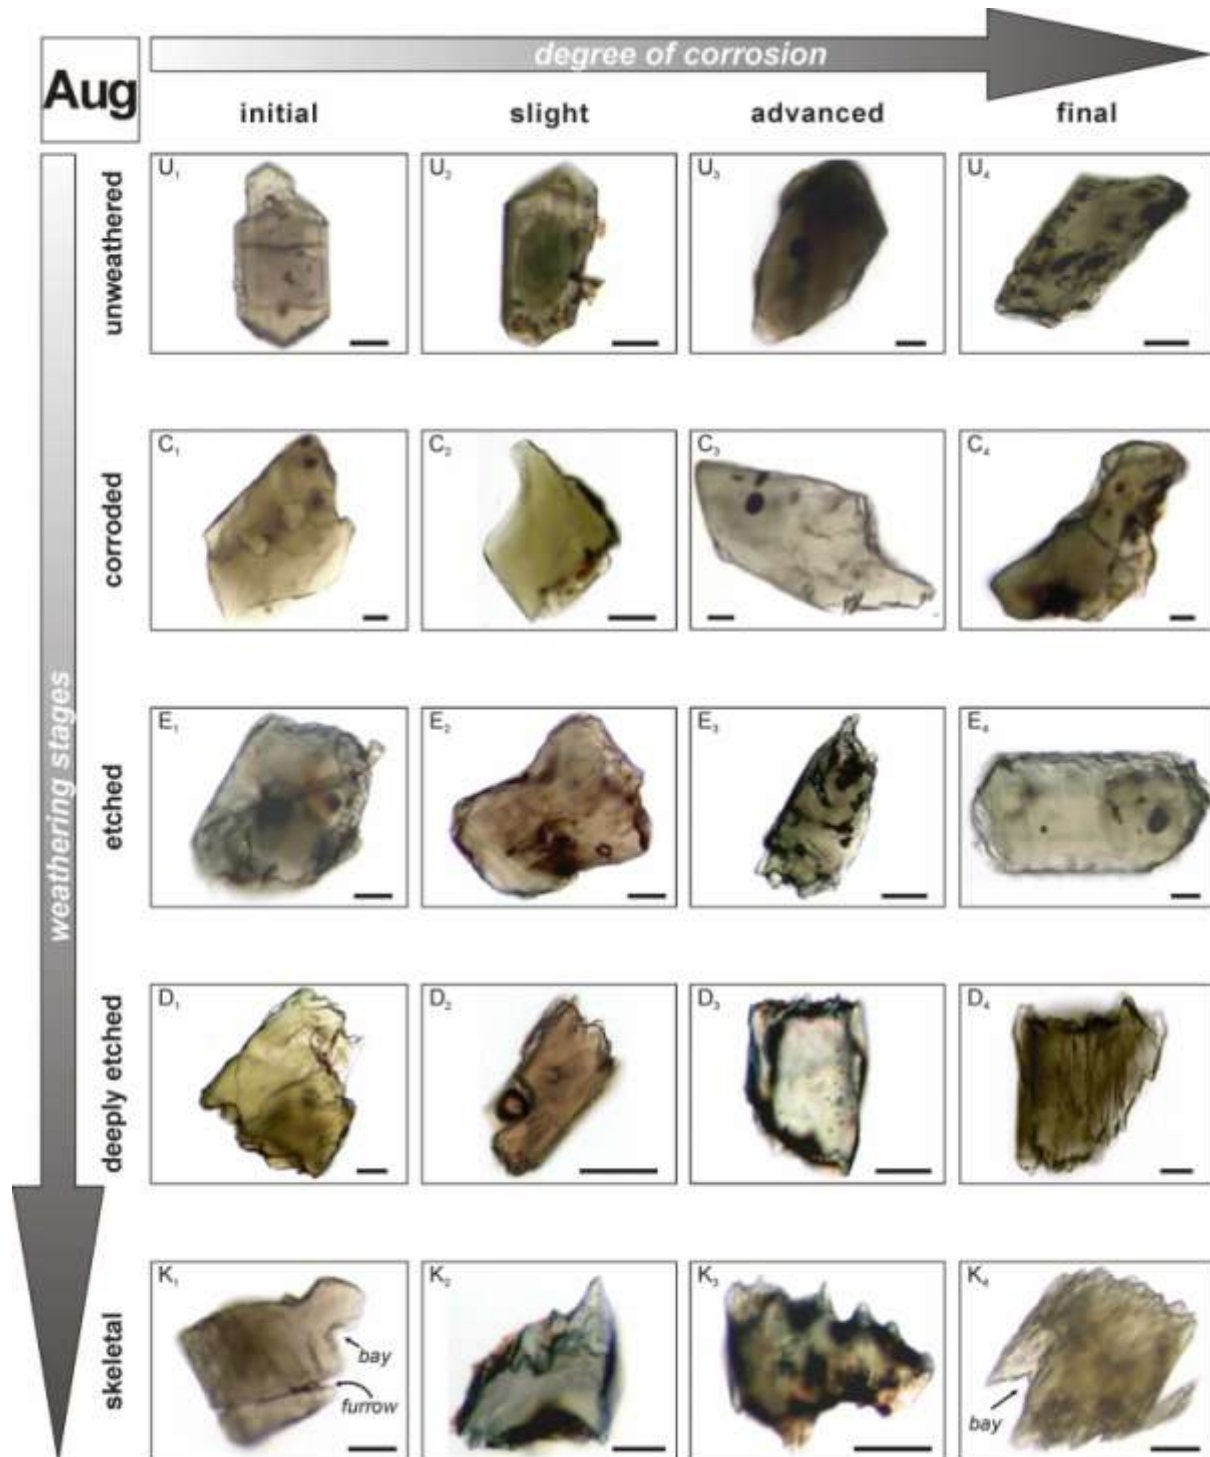 degree of corrosion
Aug
initial slight advanced final
weathering stages
unweathered
U₁ U₂ U₃ U₄
corroded
C₁ C₂ C₃ C₄
etched
E₁ E₂ E₃ E₄
deeply etched
D₁ D₂ D₃ D₄
skeletal
K₁ K₂ K₃ K₄
bay
furrow
bay